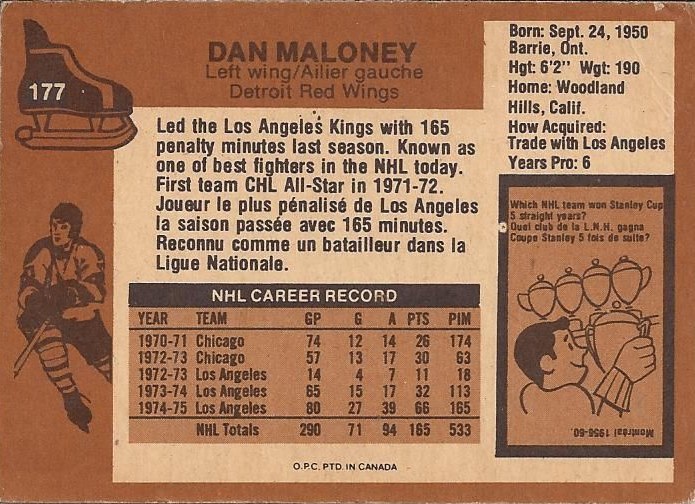 177
DAN MALONEY
Left wing/Ailier gauche
Detroit Red Wings
Born: Sept. 24, 1950
Barrie, Ont.
Hgt: 6'2" Wgt: 190
Home: Woodland
Hills, Calif.
How Acquired:
Trade with Los Angeles
Years Pro: 6
Led the Los Angeles Kings with 165
penalty minutes last season. Known as
one of best fighters in the NHL today.
First team CHL All-Star in 1971-72.
Joueur le plus pénalisé de Los Angeles
la saison passée avec 165 minutes.
Reconnu comme un batailleur dans la
Ligue Nationale.
Which NHL team won Stanley Cup
5 straight years?
Quel club de la L.N.H. gagna
Coupe Stanley 5 fois de suite?
Montréal 1956-60.
NHL CAREER RECORD
YEAR TEAM GP G A PTS PIM
1970-71 Chicago 74 12 14 26 174
1972-73 Chicago 57 13 17 30 63
1972-73 Los Angeles 14 4 7 11 18
1973-74 Los Angeles 65 15 17 32 113
1974-75 Los Angeles 80 27 39 66 165
NHL Totals 290 71 94 165 533
O.P.C. PTD. IN CANADA